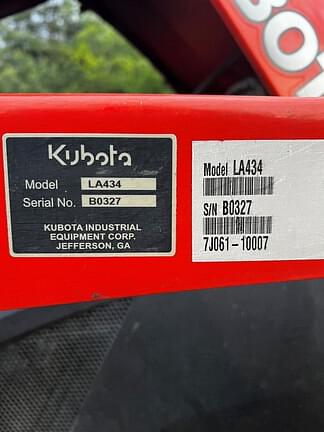 Kubota
Model LA434
Serial No. B0327
KUBOTA INDUSTRIAL
EQUIPMENT CORP.
JEFFERSON, GA
Model LA434
S/N B0327
7J061-10007